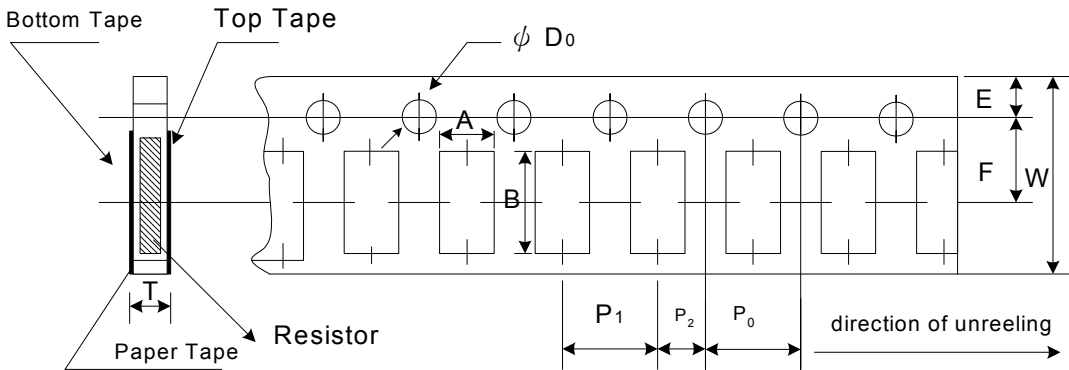 Bottom Tape
Top Tape
ψ D₀
E
A
F
W
B
T
P₁
P₂
P₀
direction of unreeling
Resistor
Paper Tape